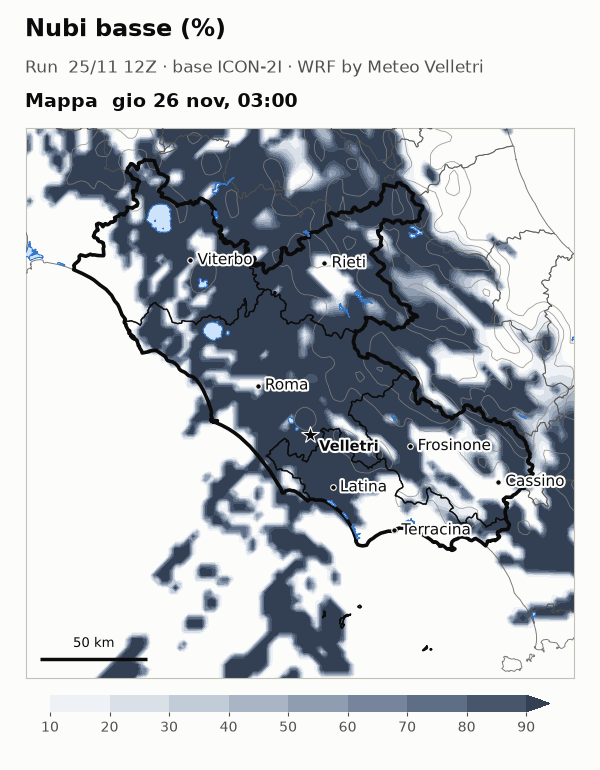 Nubi basse (%)
Run  25/11 12Z · base ICON-2I · WRF by Meteo Velletri
Mappa  gio 26 nov, 03:00
Viterbo
Rieti
Roma
Velletri
Frosinone
Latina
Cassino
Terracina
50 km
10 20 30 40 50 60 70 80 90